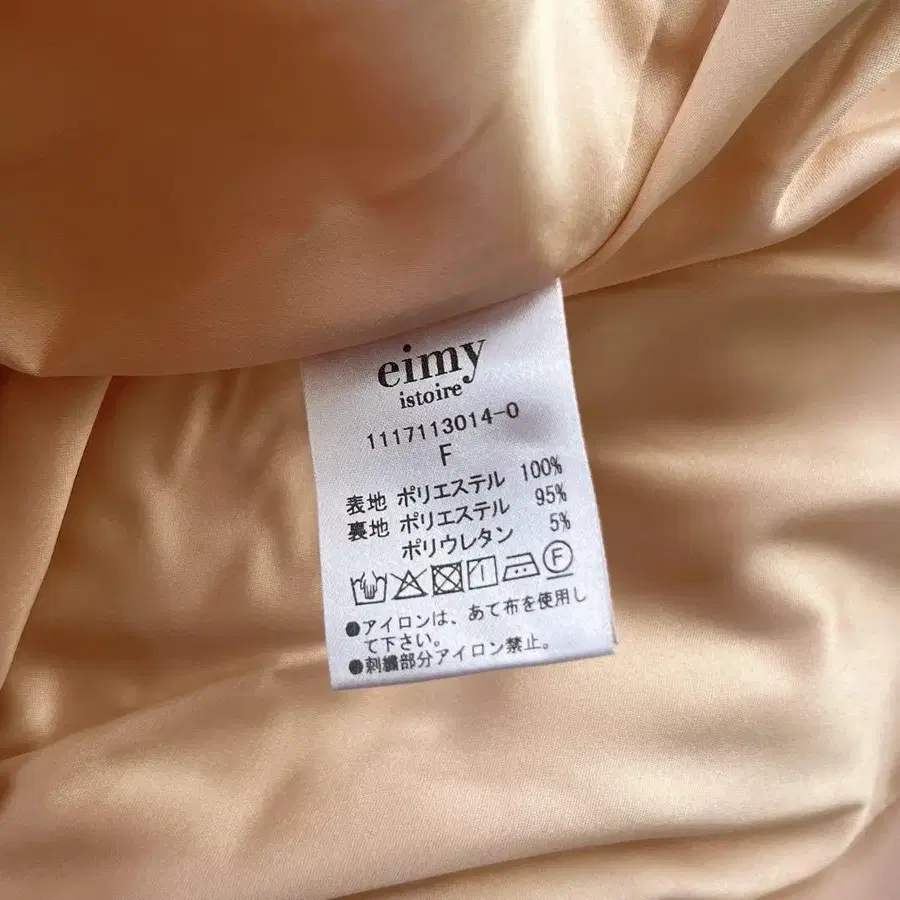 eimy
istoire
1117113014-0
F
表地 ポリエステル 100%
裏地 ポリエステル 95%
ポリウレタン 5%
F
●アイロンは、あて布を使用し
て下さい。
●刺繍部分アイロン禁止。